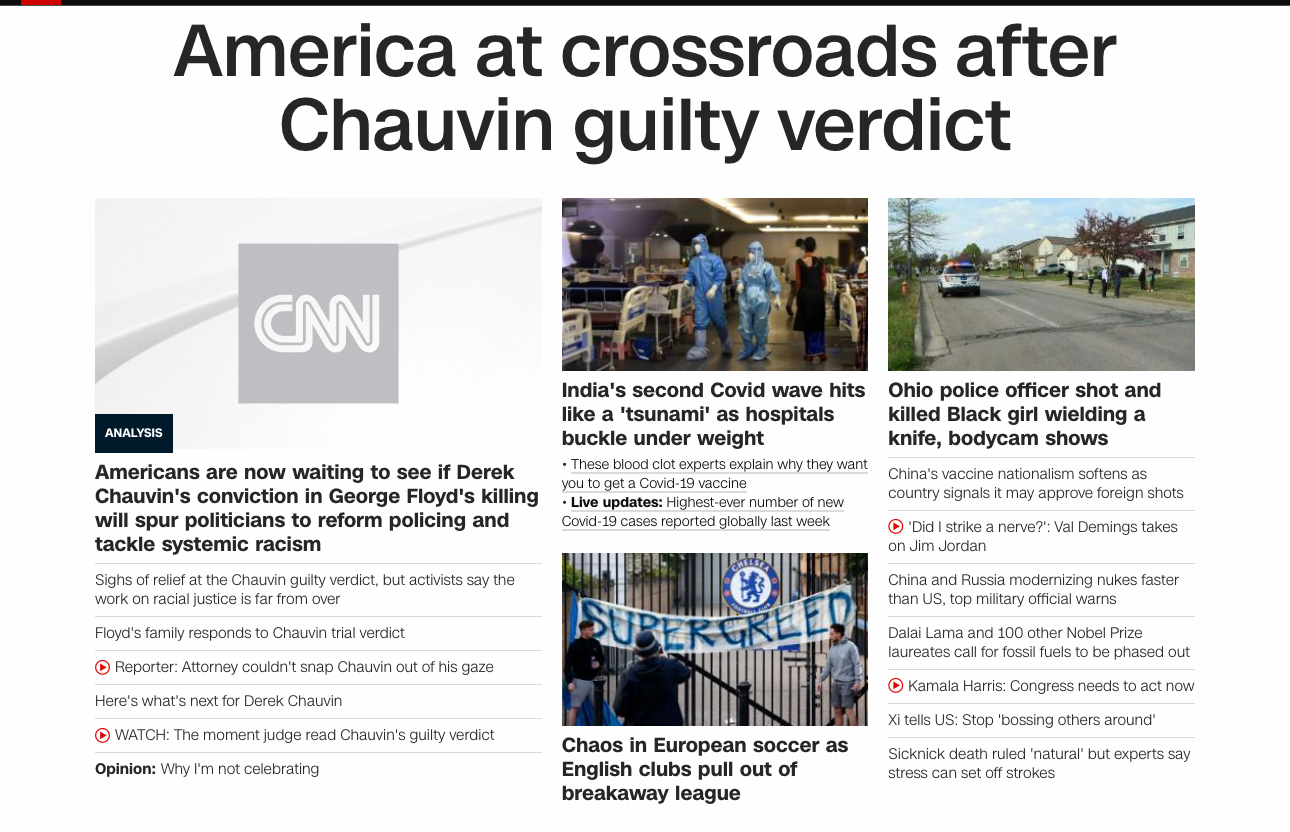 America at crossroads after
Chauvin guilty verdict
CNN
ANALYSIS
Americans are now waiting to see if Derek
Chauvin's conviction in George Floyd's killing
will spur politicians to reform policing and
tackle systemic racism
Sighs of relief at the Chauvin guilty verdict, but activists say the
work on racial justice is far from over
Floyd's family responds to Chauvin trial verdict
Reporter: Attorney couldn't snap Chauvin out of his gaze
Here's what's next for Derek Chauvin
WATCH: The moment judge read Chauvin's guilty verdict
Opinion: Why I'm not celebrating
India's second Covid wave hits
like a 'tsunami' as hospitals
buckle under weight
• These blood clot experts explain why they want
you to get a Covid-19 vaccine
• Live updates: Highest-ever number of new
Covid-19 cases reported globally last week
CHELSEA
SUPER GREED
Chaos in European soccer as
English clubs pull out of
breakaway league
Ohio police officer shot and
killed Black girl wielding a
knife, bodycam shows
China's vaccine nationalism softens as
country signals it may approve foreign shots
'Did I strike a nerve?': Val Demings takes
on Jim Jordan
China and Russia modernizing nukes faster
than US, top military official warns
Dalai Lama and 100 other Nobel Prize
laureates call for fossil fuels to be phased out
Kamala Harris: Congress needs to act now
Xi tells US: Stop 'bossing others around'
Sicknick death ruled 'natural' but experts say
stress can set off strokes